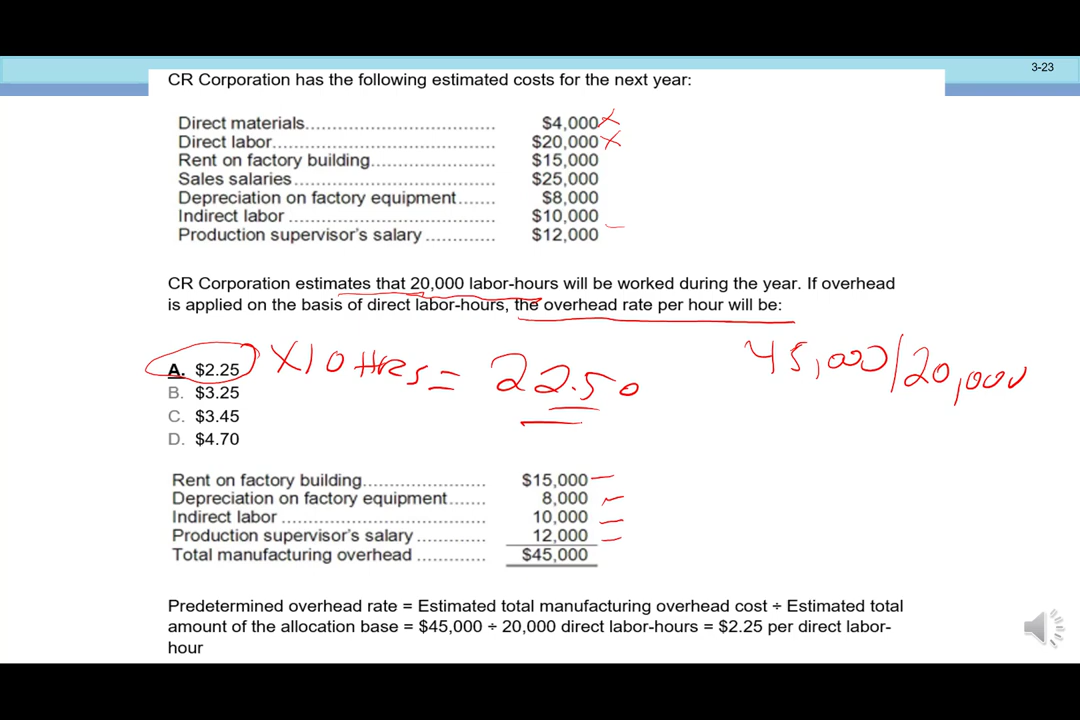 3-23
CR Corporation has the following estimated costs for the next year:
Direct materials........................................ $4,000 x
Direct labor............................................... $20,000 x
Rent on factory building............................ $15,000
Sales salaries........................................... $25,000
Depreciation on factory equipment....... $8,000
Indirect labor............................................ $10,000
Production supervisor's salary............. $12,000
CR Corporation estimates that 20,000 labor-hours will be worked during the year. If overhead
is applied on the basis of direct labor-hours, the overhead rate per hour will be:
A. $2.25 X10 HRS = 22.50 45,000/20,000
B. $3.25
C. $3.45
D. $4.70
Rent on factory building........................ $15,000
Depreciation on factory equipment....... 8,000
Indirect labor........................................ 10,000
Production supervisor's salary............. 12,000
Total manufacturing overhead............. $45,000
Predetermined overhead rate = Estimated total manufacturing overhead cost ÷ Estimated total
amount of the allocation base = $45,000 ÷ 20,000 direct labor-hours = $2.25 per direct labor-
hour